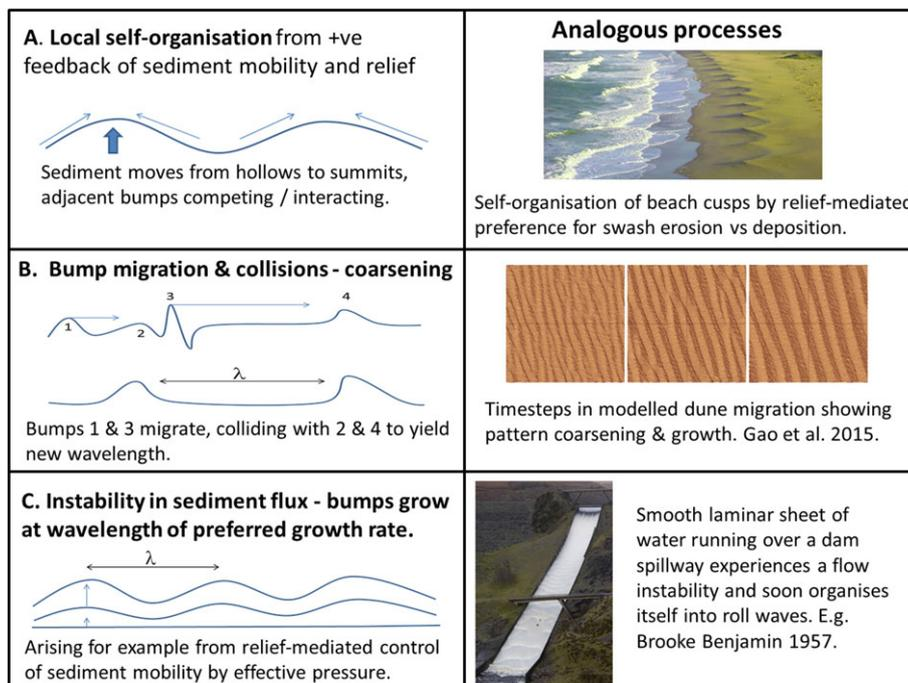 A. Local self-organisation from +ve
feedback of sediment mobility and relief
Sediment moves from hollows to summits,
adjacent bumps competing / interacting.
Analogous processes
Self-organisation of beach cusps by relief-mediated
preference for swash erosion vs deposition.
B. Bump migration & collisions - coarsening
3
4
1
2
λ
Bumps 1 & 3 migrate, colliding with 2 & 4 to yield
new wavelength.
Timesteps in modelled dune migration showing
pattern coarsening & growth. Gao et al. 2015.
C. Instability in sediment flux - bumps grow
at wavelength of preferred growth rate.
λ
Arising for example from relief-mediated control
of sediment mobility by effective pressure.
Smooth laminar sheet of
water running over a dam
spillway experiences a flow
instability and soon organises
itself into roll waves. E.g.
Brooke Benjamin 1957.